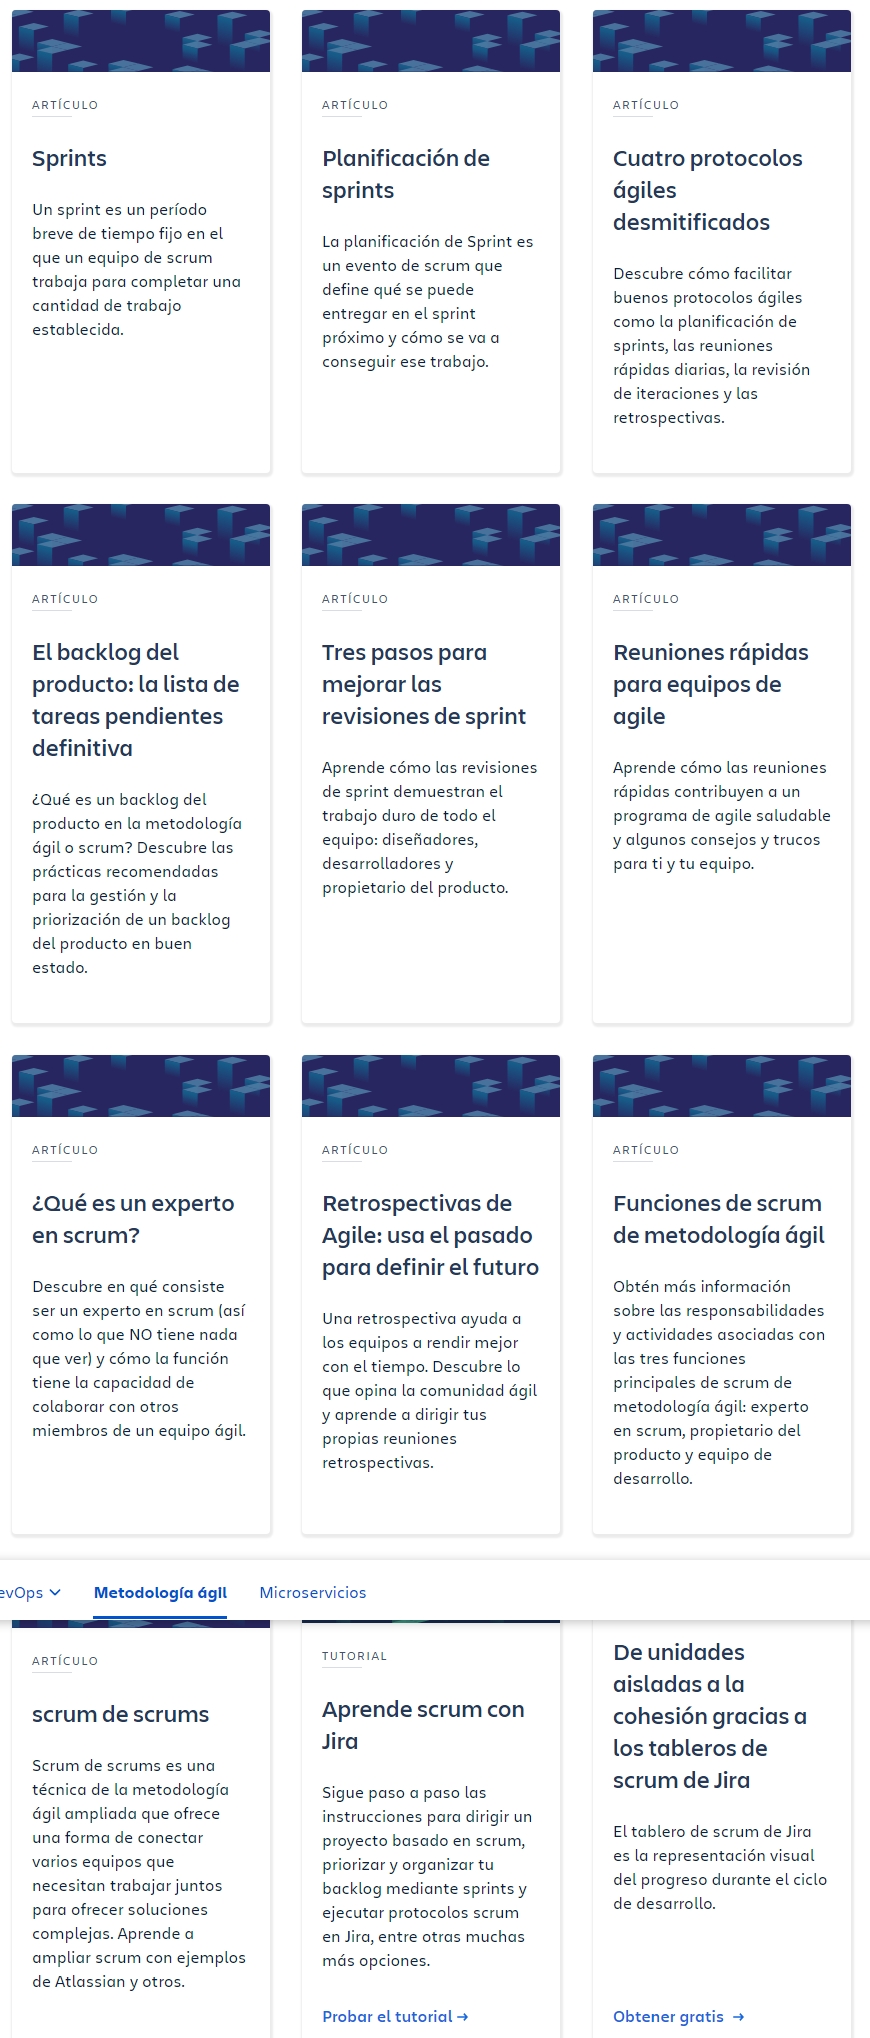 ARTÍCULO
Sprints
Un sprint es un período
breve de tiempo fijo en el
que un equipo de scrum
trabaja para completar una
cantidad de trabajo
establecida.
ARTÍCULO
Planificación de
sprints
La planificación de Sprint es
un evento de scrum que
define qué se puede
entregar en el sprint
próximo y cómo se va a
conseguir ese trabajo.
ARTÍCULO
Cuatro protocolos
ágiles
desmitificados
Descubre cómo facilitar
buenos protocolos ágiles
como la planificación de
sprints, las reuniones
rápidas diarias, la revisión
de iteraciones y las
retrospectivas.
ARTÍCULO
El backlog del
producto: la lista de
tareas pendientes
definitiva
¿Qué es un backlog del
producto en la metodología
ágil o scrum? Descubre las
prácticas recomendadas
para la gestión y la
priorización de un backlog
del producto en buen
estado.
ARTÍCULO
Tres pasos para
mejorar las
revisiones de sprint
Aprende cómo las revisiones
de sprint demuestran el
trabajo duro de todo el
equipo: diseñadores,
desarrolladores y
propietario del producto.
ARTÍCULO
Reuniones rápidas
para equipos de
agile
Aprende cómo las reuniones
rápidas contribuyen a un
programa de agile saludable
y algunos consejos y trucos
para ti y tu equipo.
ARTÍCULO
¿Qué es un experto
en scrum?
Descubre en qué consiste
ser un experto en scrum (así
como lo que NO tiene nada
que ver) y cómo la función
tiene la capacidad de
colaborar con otros
miembros de un equipo ágil.
ARTÍCULO
Retrospectivas de
Agile: usa el pasado
para definir el futuro
Una retrospectiva ayuda a
los equipos a rendir mejor
con el tiempo. Descubre lo
que opina la comunidad ágil
y aprende a dirigir tus
propias reuniones
retrospectivas.
ARTÍCULO
Funciones de scrum
de metodología ágil
Obtén más información
sobre las responsabilidades
y actividades asociadas con
las tres funciones
principales de scrum de
metodología ágil: experto
en scrum, propietario del
producto y equipo de
desarrollo.
evOps Metodología ágil Microservicios
ARTÍCULO
scrum de scrums
Scrum de scrums es una
técnica de la metodología
ágil ampliada que ofrece
una forma de conectar
varios equipos que
necesitan trabajar juntos
para ofrecer soluciones
complejas. Aprende a
ampliar scrum con ejemplos
de Atlassian y otros.
TUTORIAL
Aprende scrum con
Jira
Sigue paso a paso las
instrucciones para dirigir un
proyecto basado en scrum,
priorizar y organizar tu
backlog mediante sprints y
ejecutar protocolos scrum
en Jira, entre otras muchas
más opciones.
Probar el tutorial →
De unidades
aisladas a la
cohesión gracias a
los tableros de
scrum de Jira
El tablero de scrum de Jira
es la representación visual
del progreso durante el ciclo
de desarrollo.
Obtener gratis →